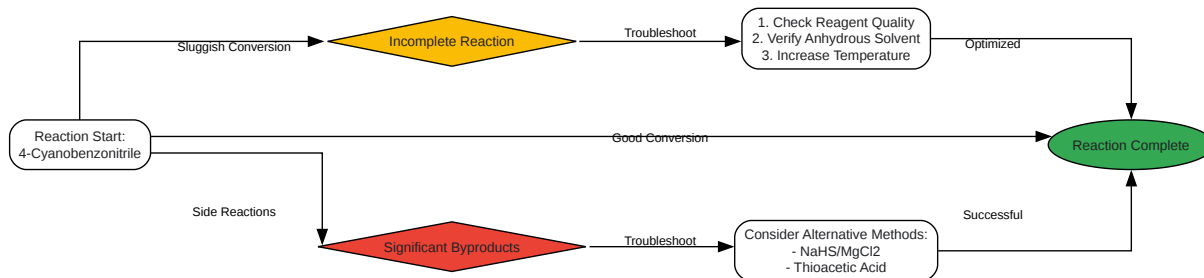 Sluggish Conversion
Incomplete Reaction
Troubleshoot
1. Check Reagent Quality
2. Verify Anhydrous Solvent
3. Increase Temperature
Optimized
Reaction Start:
4-Cyanobenzonitrile
Good Conversion
Reaction Complete
Side Reactions
Significant Byproducts
Troubleshoot
Consider Alternative Methods:
- NaHS/MgCl2
- Thioacetic Acid
Successful